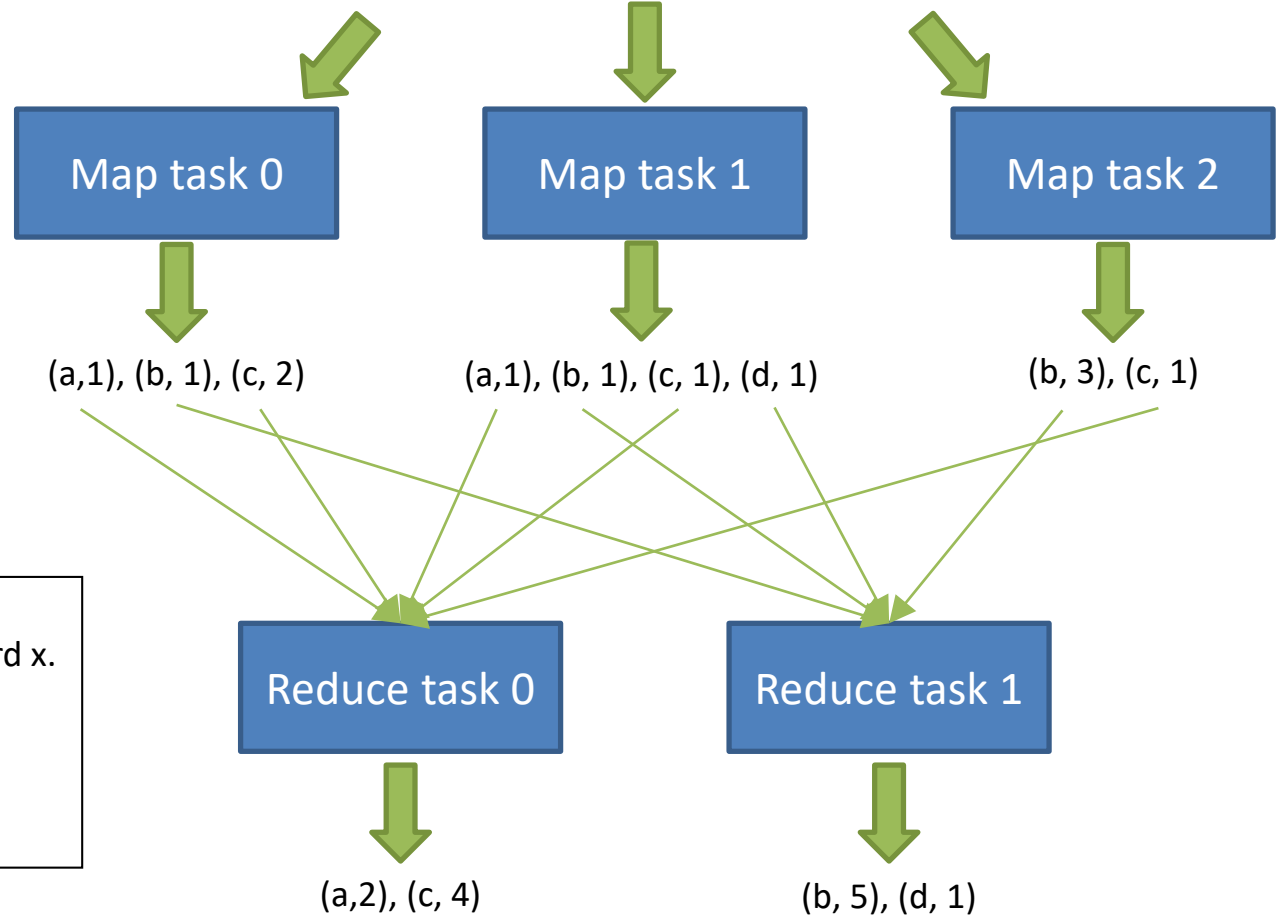 Map task 0
Map task 1
Map task 2
(a,1), (b, 1), (c, 2)
(a,1), (b, 1), (c, 1), (d, 1)
(b, 3), (c, 1)
x.
Reduce task 0
Reduce task 1
(a,2), (c, 4)
(b, 5), (d, 1)